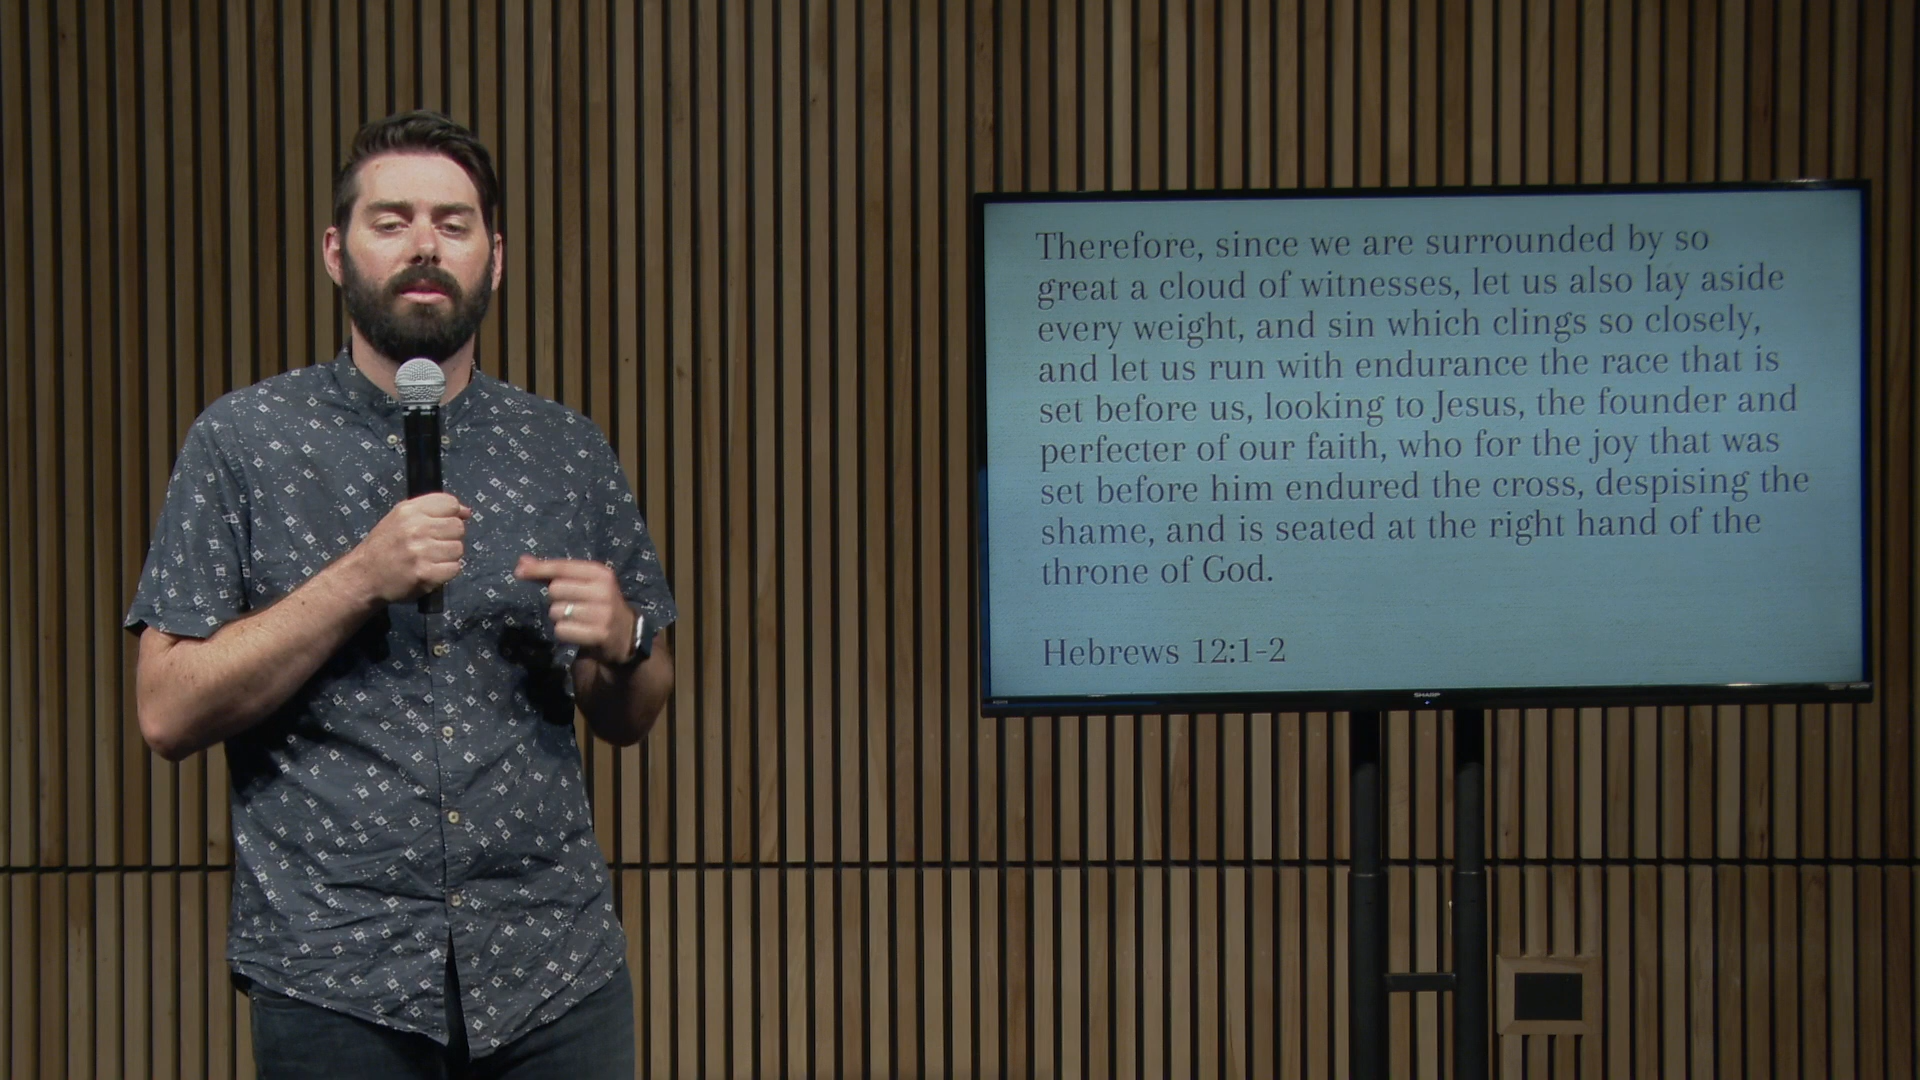 Therefore, since we are surrounded by so
great a cloud of witnesses, let us also lay aside
every weight, and sin which clings so closely,
and let us run with endurance the race that is
set before us, looking to Jesus, the founder and
perfecter of our faith, who for the joy that was
set before him endured the cross, despising the
shame, and is seated at the right hand of the
throne of God.
Hebrews 12:1-2
SHARP